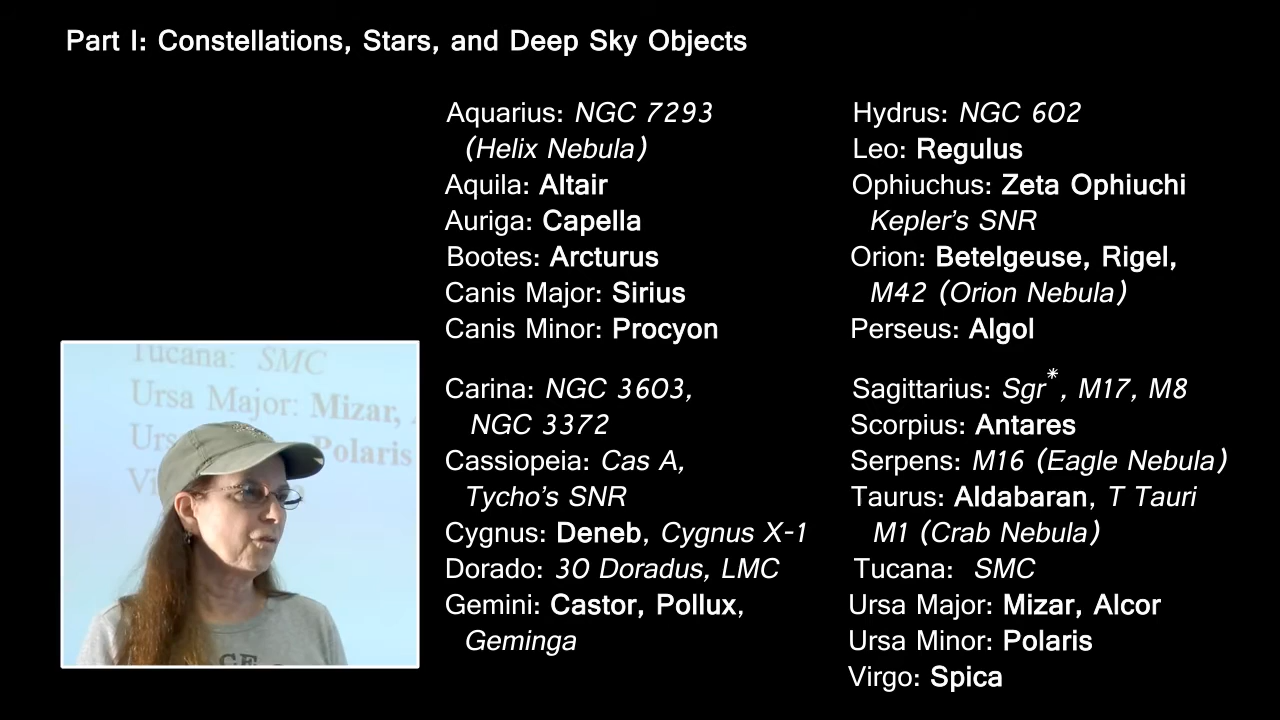 Part I: Constellations, Stars, and Deep Sky Objects
Aquarius: NGC 7293
(Helix Nebula)
Aquila: Altair
Auriga: Capella
Bootes: Arcturus
Canis Major: Sirius
Canis Minor: Procyon
Carina: NGC 3603,
NGC 3372
Cassiopeia: Cas A,
Tycho's SNR
Cygnus: Deneb, Cygnus X-1
Dorado: 30 Doradus, LMC
Gemini: Castor, Pollux,
Geminga
Hydrus: NGC 602
Leo: Regulus
Ophiuchus: Zeta Ophiuchi
Kepler's SNR
Orion: Betelgeuse, Rigel,
M42 (Orion Nebula)
Perseus: Algol
Sagittarius: Sgr*, M17, M8
Scorpius: Antares
Serpens: M16 (Eagle Nebula)
Taurus: Aldabaran, T Tauri
M1 (Crab Nebula)
Tucana: SMC
Ursa Major: Mizar, Alcor
Ursa Minor: Polaris
Virgo: Spica
Tucana: SMC
Ursa Major: Mizar,
Polaris